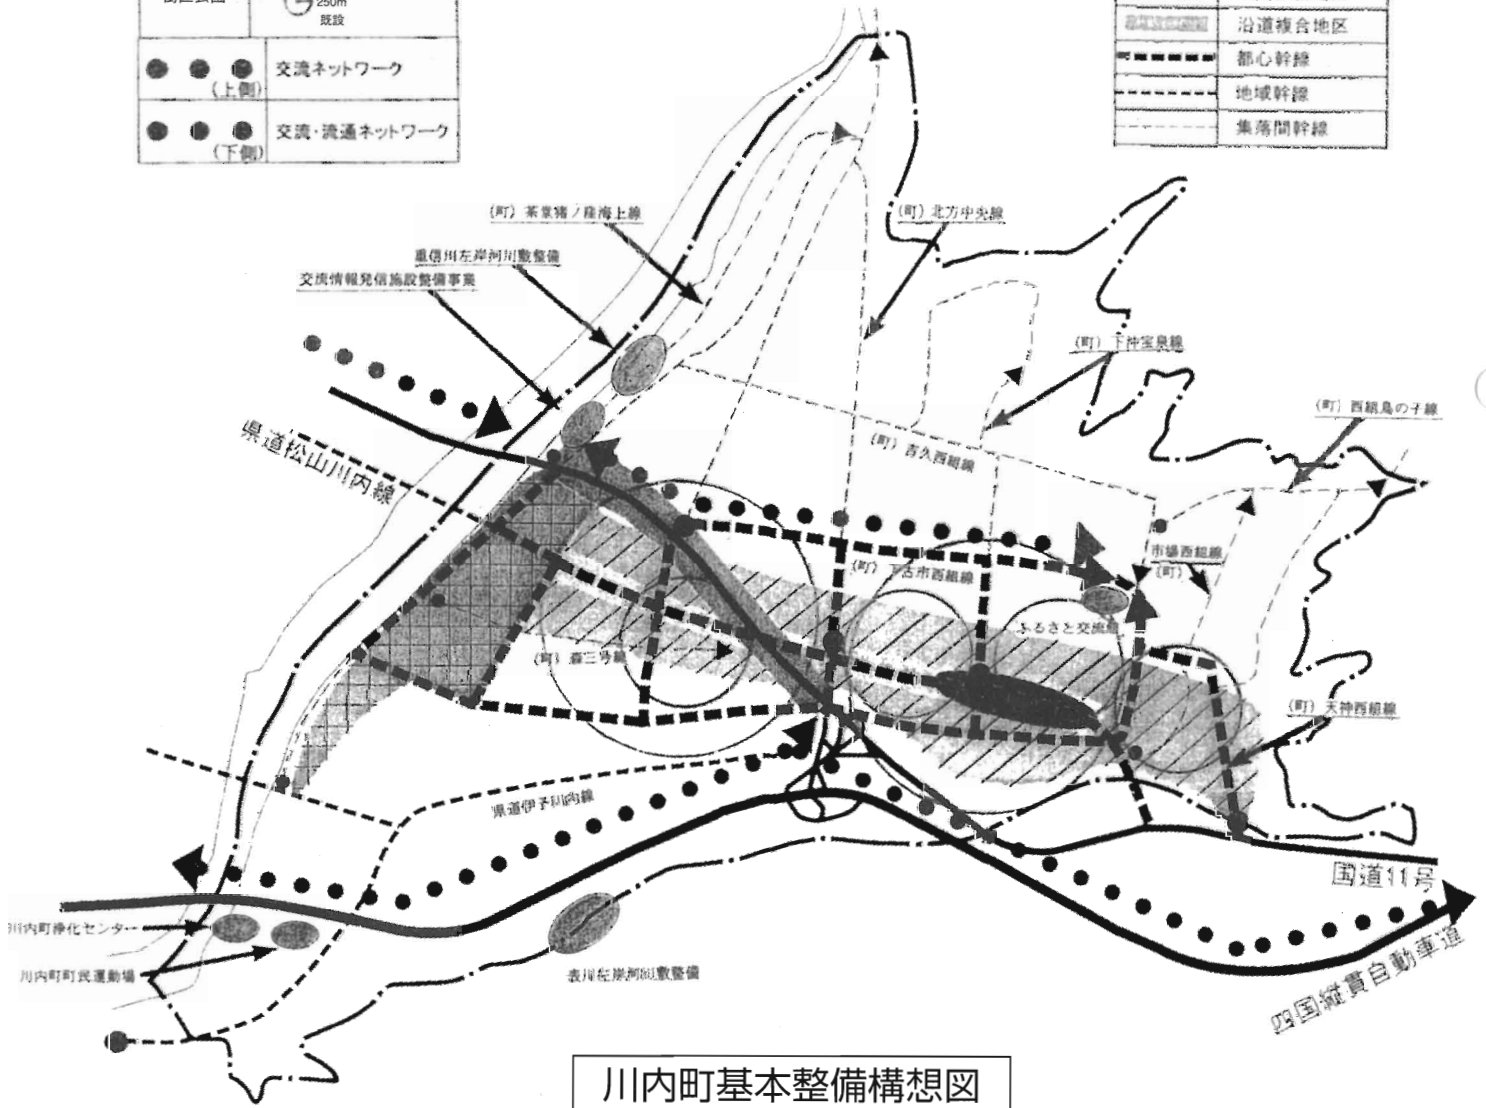 250m
既設
交流ネットワーク
(上側)
交流・流通ネットワーク
(下側)
沿道複合地区
都心幹線
地域幹線
集落間幹線
(町) 北方中央線
重信川左岸河川敷整備
交流情報発信施設整備事業
(町) 下沖宝泉線
(町) 西組鳥の子線
県道松山川内線
(町) 吉久西組線
市場西組線
(町)
(町) 下古市西組線
ふるさと交流館
(町) 森三号線
(町) 天神西組線
県道伊予川内線
国道11号
川内町浄化センター
川内町町民運動場
表川左岸河川敷整備
四国縦貫自動車道
川内町基本整備構想図